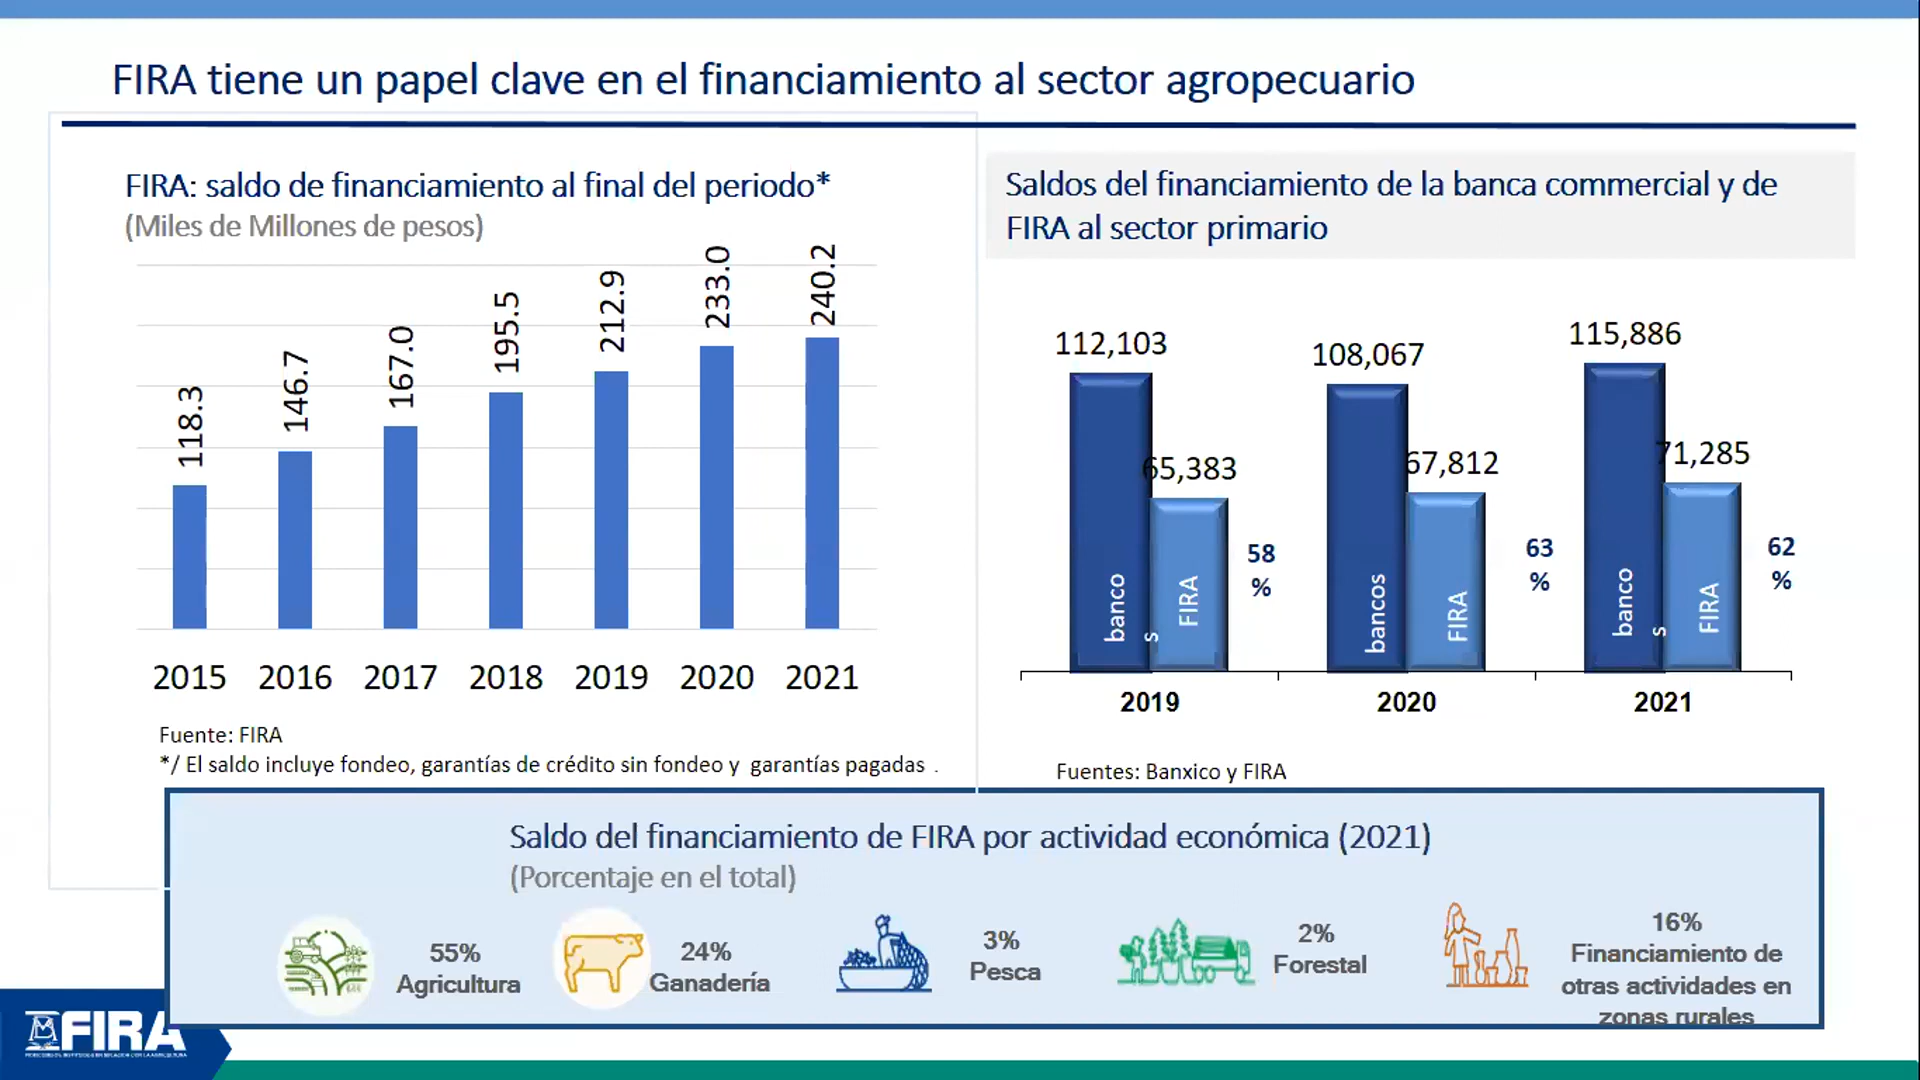 FIRA tiene un papel clave en el financiamiento al sector agropecuario
FIRA: saldo de financiamiento al final del periodo*
(Miles de Millones de pesos)
118.3
146.7
167.0
195.5
212.9
233.0
240.2
2015 2016 2017 2018 2019 2020 2021
Fuente: FIRA
*/ El saldo incluye fondeo, garantías de crédito sin fondeo y garantías pagadas .
Saldos del financiamiento de la banca commercial y de
FIRA al sector primario
112,103
65,383
108,067
67,812
115,886
71,285
banco
s
FIRA
58
%
bancos
FIRA
63
%
banco
s
FIRA
62
%
2019 2020 2021
Fuentes: Banxico y FIRA
Saldo del financiamiento de FIRA por actividad económica (2021)
(Porcentaje en el total)
55%
Agricultura
24%
Ganadería
3%
Pesca
2%
Forestal
16%
Financiamiento de
otras actividades en
zonas rurales
FIRA